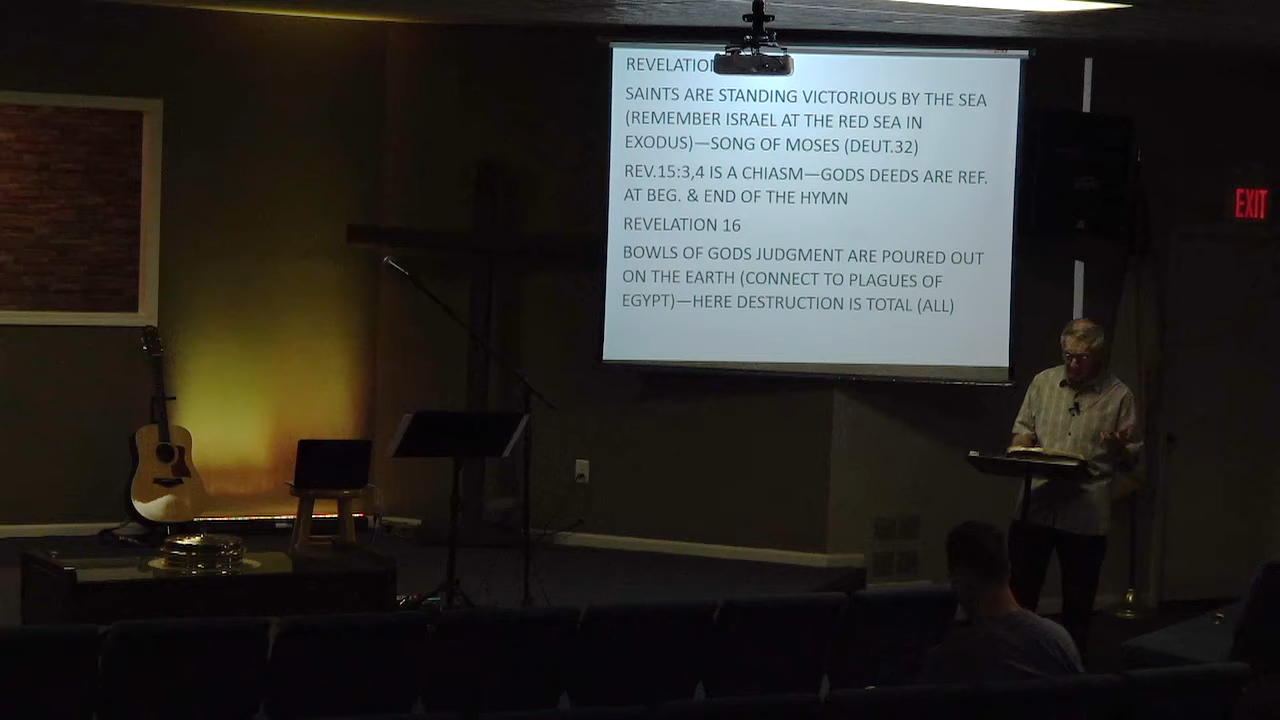 REVELATION
SAINTS ARE STANDING VICTORIOUS BY THE SEA
(REMEMBER ISRAEL AT THE RED SEA IN
EXODUS)—SONG OF MOSES (DEUT.32)
REV.15:3,4 IS A CHIASM—GODS DEEDS ARE REF.
AT BEG. & END OF THE HYMN
REVELATION 16
BOWLS OF GODS JUDGMENT ARE POURED OUT
ON THE EARTH (CONNECT TO PLAGUES OF
EGYPT)—HERE DESTRUCTION IS TOTAL (ALL)
EXIT